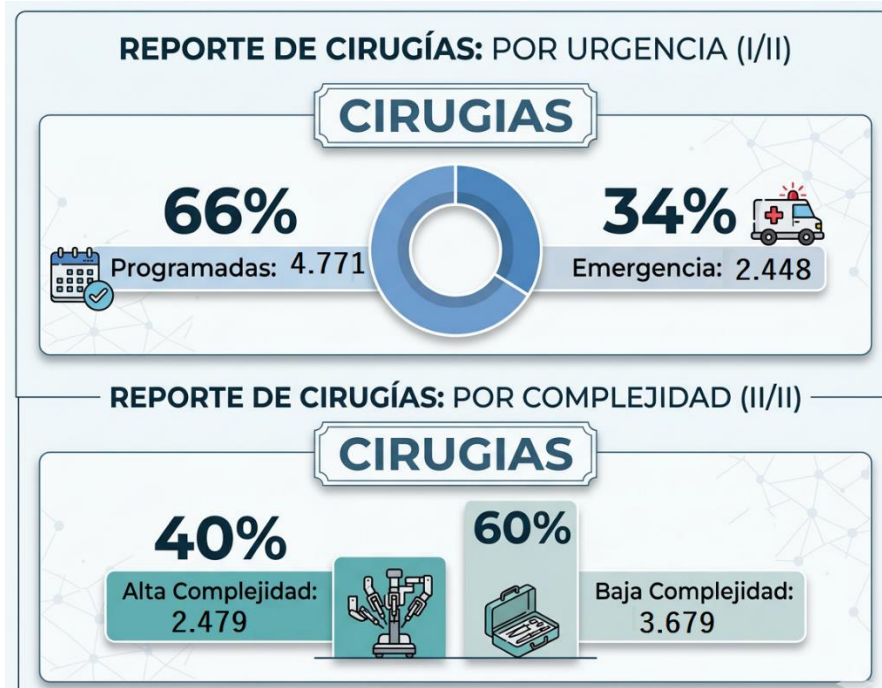 REPORTE DE CIRUGÍAS: POR URGENCIA (I/II)
CIRUGIAS
66%
Programadas: 4.771
34%
Emergencia: 2.448
REPORTE DE CIRUGÍAS: POR COMPLEJIDAD (II/II)
CIRUGIAS
40%
Alta Complejidad:
2.479
60%
Baja Complejidad:
3.679